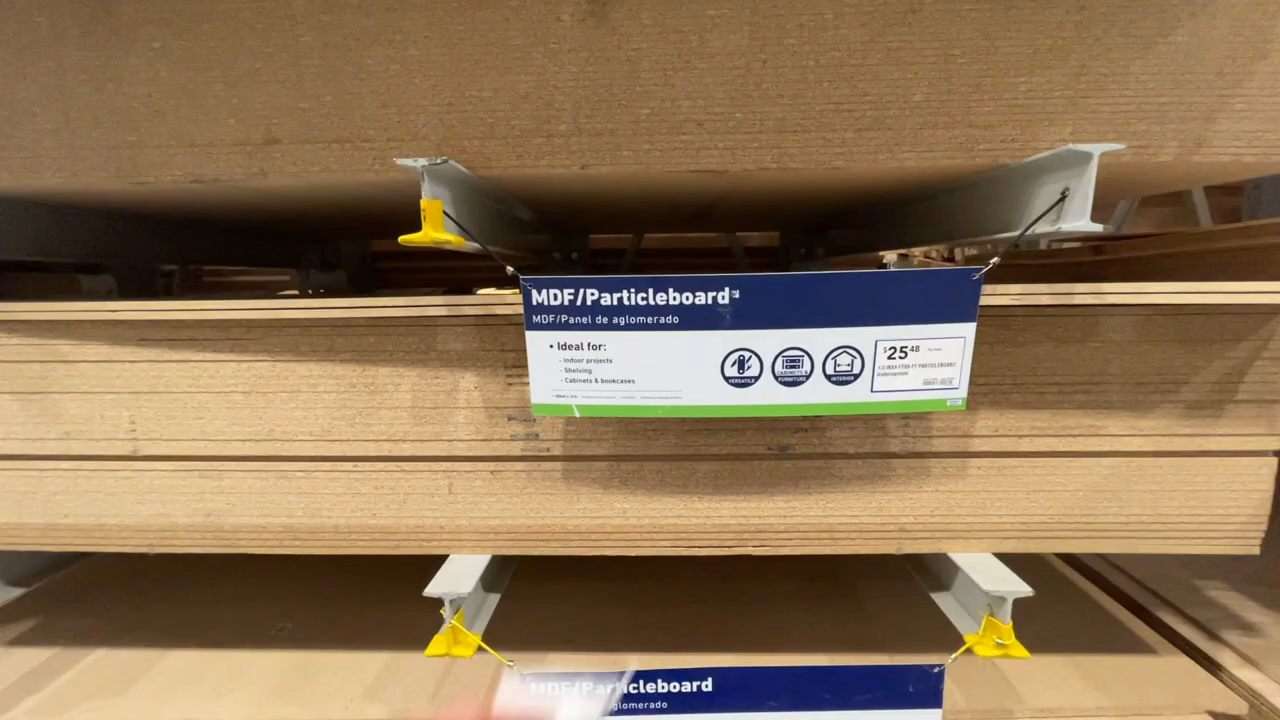 MDF/Particleboard
MDF/Panel de aglomerado
• Ideal for:
- Indoor projects
- Shelving
- Cabinets & bookcases
VERSATILE
CABINETS & FURNITURE
INTERIOR
$25.48
MDF/Particleboard
glomerado